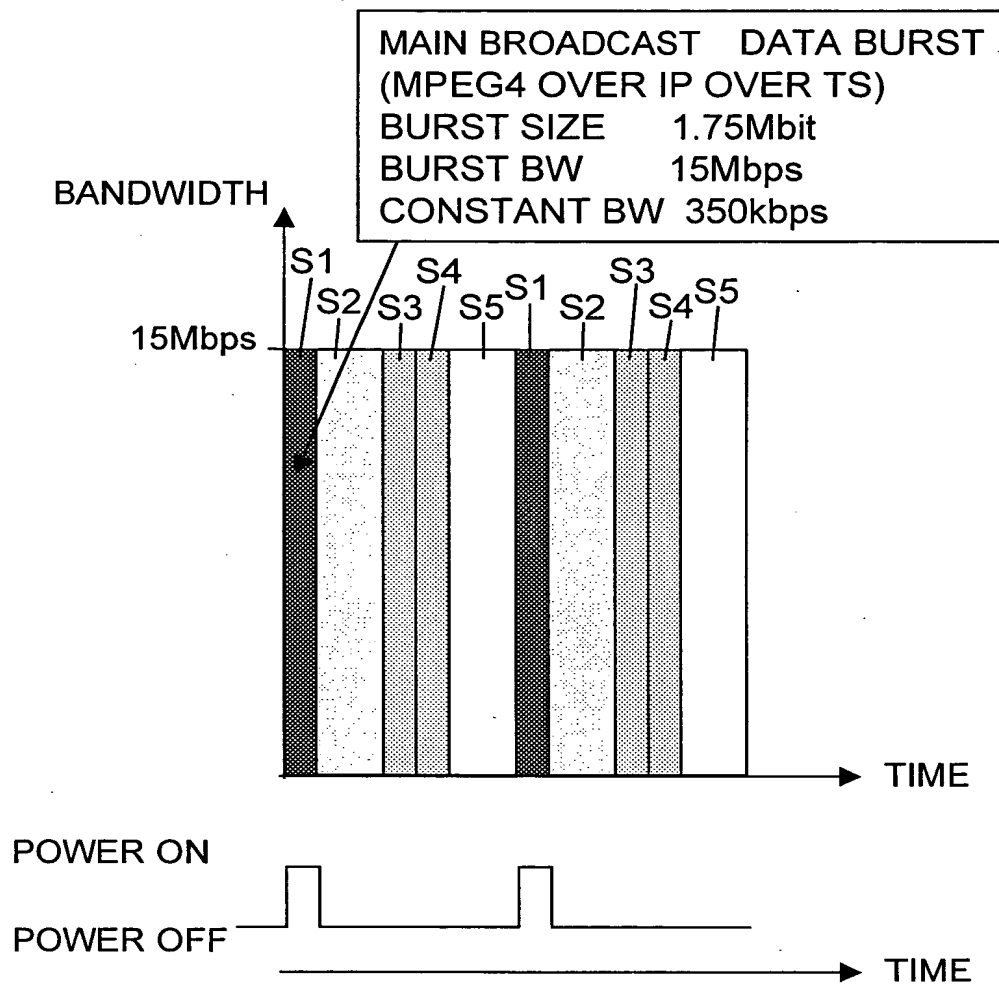 MAIN BROADCAST DATA BURST
(MPEG4 OVER IP OVER TS)
BURST SIZE 1.75Mbit
BURST BW 15Mbps
CONSTANT BW 350kbps
BANDWIDTH
S1 S2 S3 S4 S5 S1 S2 S3 S4 S5
15Mbps
TIME
POWER ON
POWER OFF
TIME